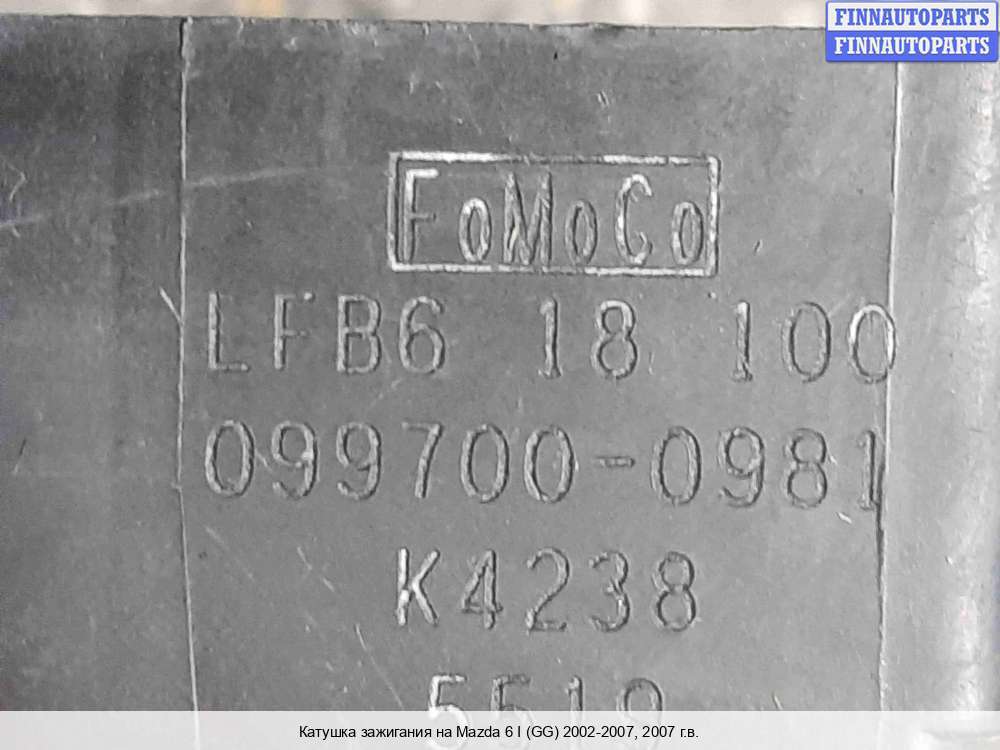 FINNAUTOPARTS
FINNAUTOPARTS
FoMoCo
LFB6 18 100
099700-0981
K4238
Катушка зажигания на Mazda 6 I (GG) 2002-2007, 2007 г.в.